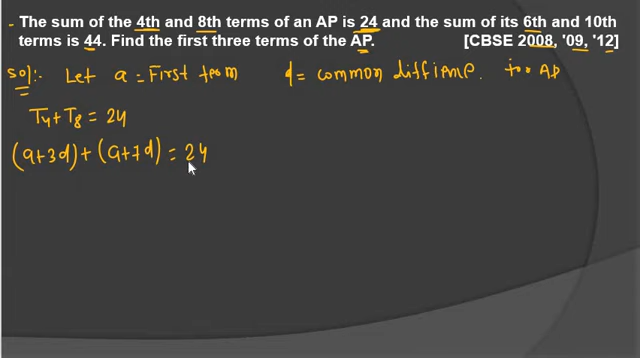 - The sum of the 4th and 8th terms of an AP is 24 and the sum of its 6th and 10th
terms is 44. Find the first three terms of the AP. [CBSE 2008, '09, '12]
Sol:- Let a = First term d = common diffience. for AP
T4 + T8 = 24
(a+3d) + (a+7d) = 24